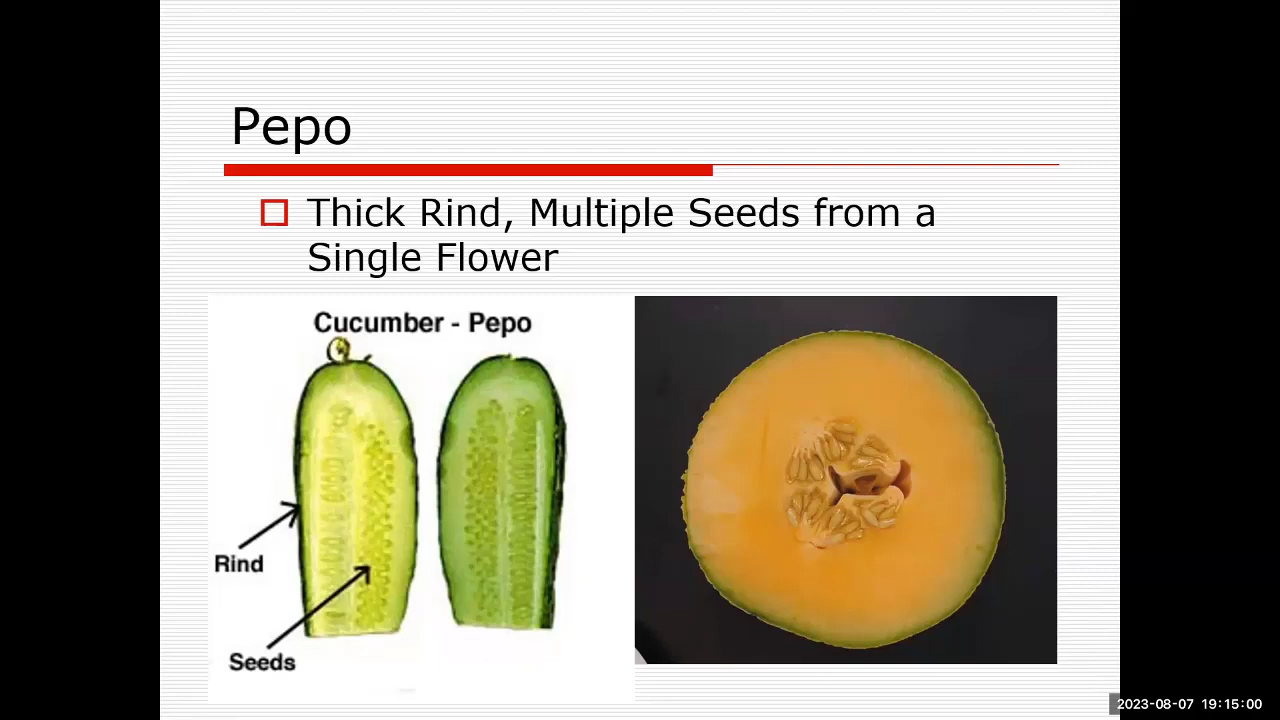 Pepo
Thick Rind, Multiple Seeds from a
Single Flower
Cucumber - Pepo
Rind
Seeds
2023-08-07 19:15:00